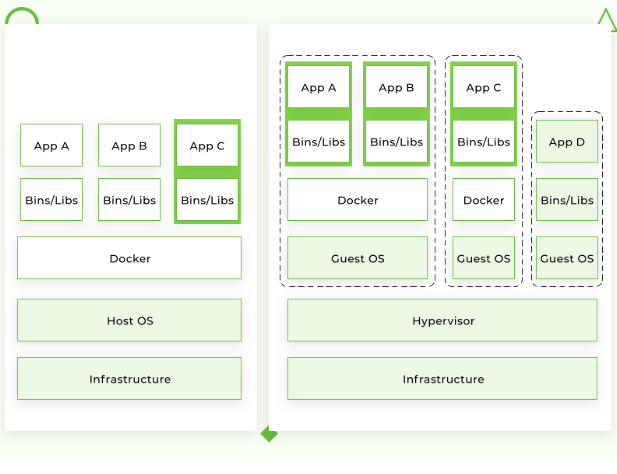 App A App B App C
Bins/Libs Bins/Libs Bins/Libs
Docker
Host OS
Infrastructure
App A App B App C
Bins/Libs Bins/Libs Bins/Libs App D
Docker Docker Bins/Libs
Guest OS Guest OS Guest OS
Hypervisor
Infrastructure